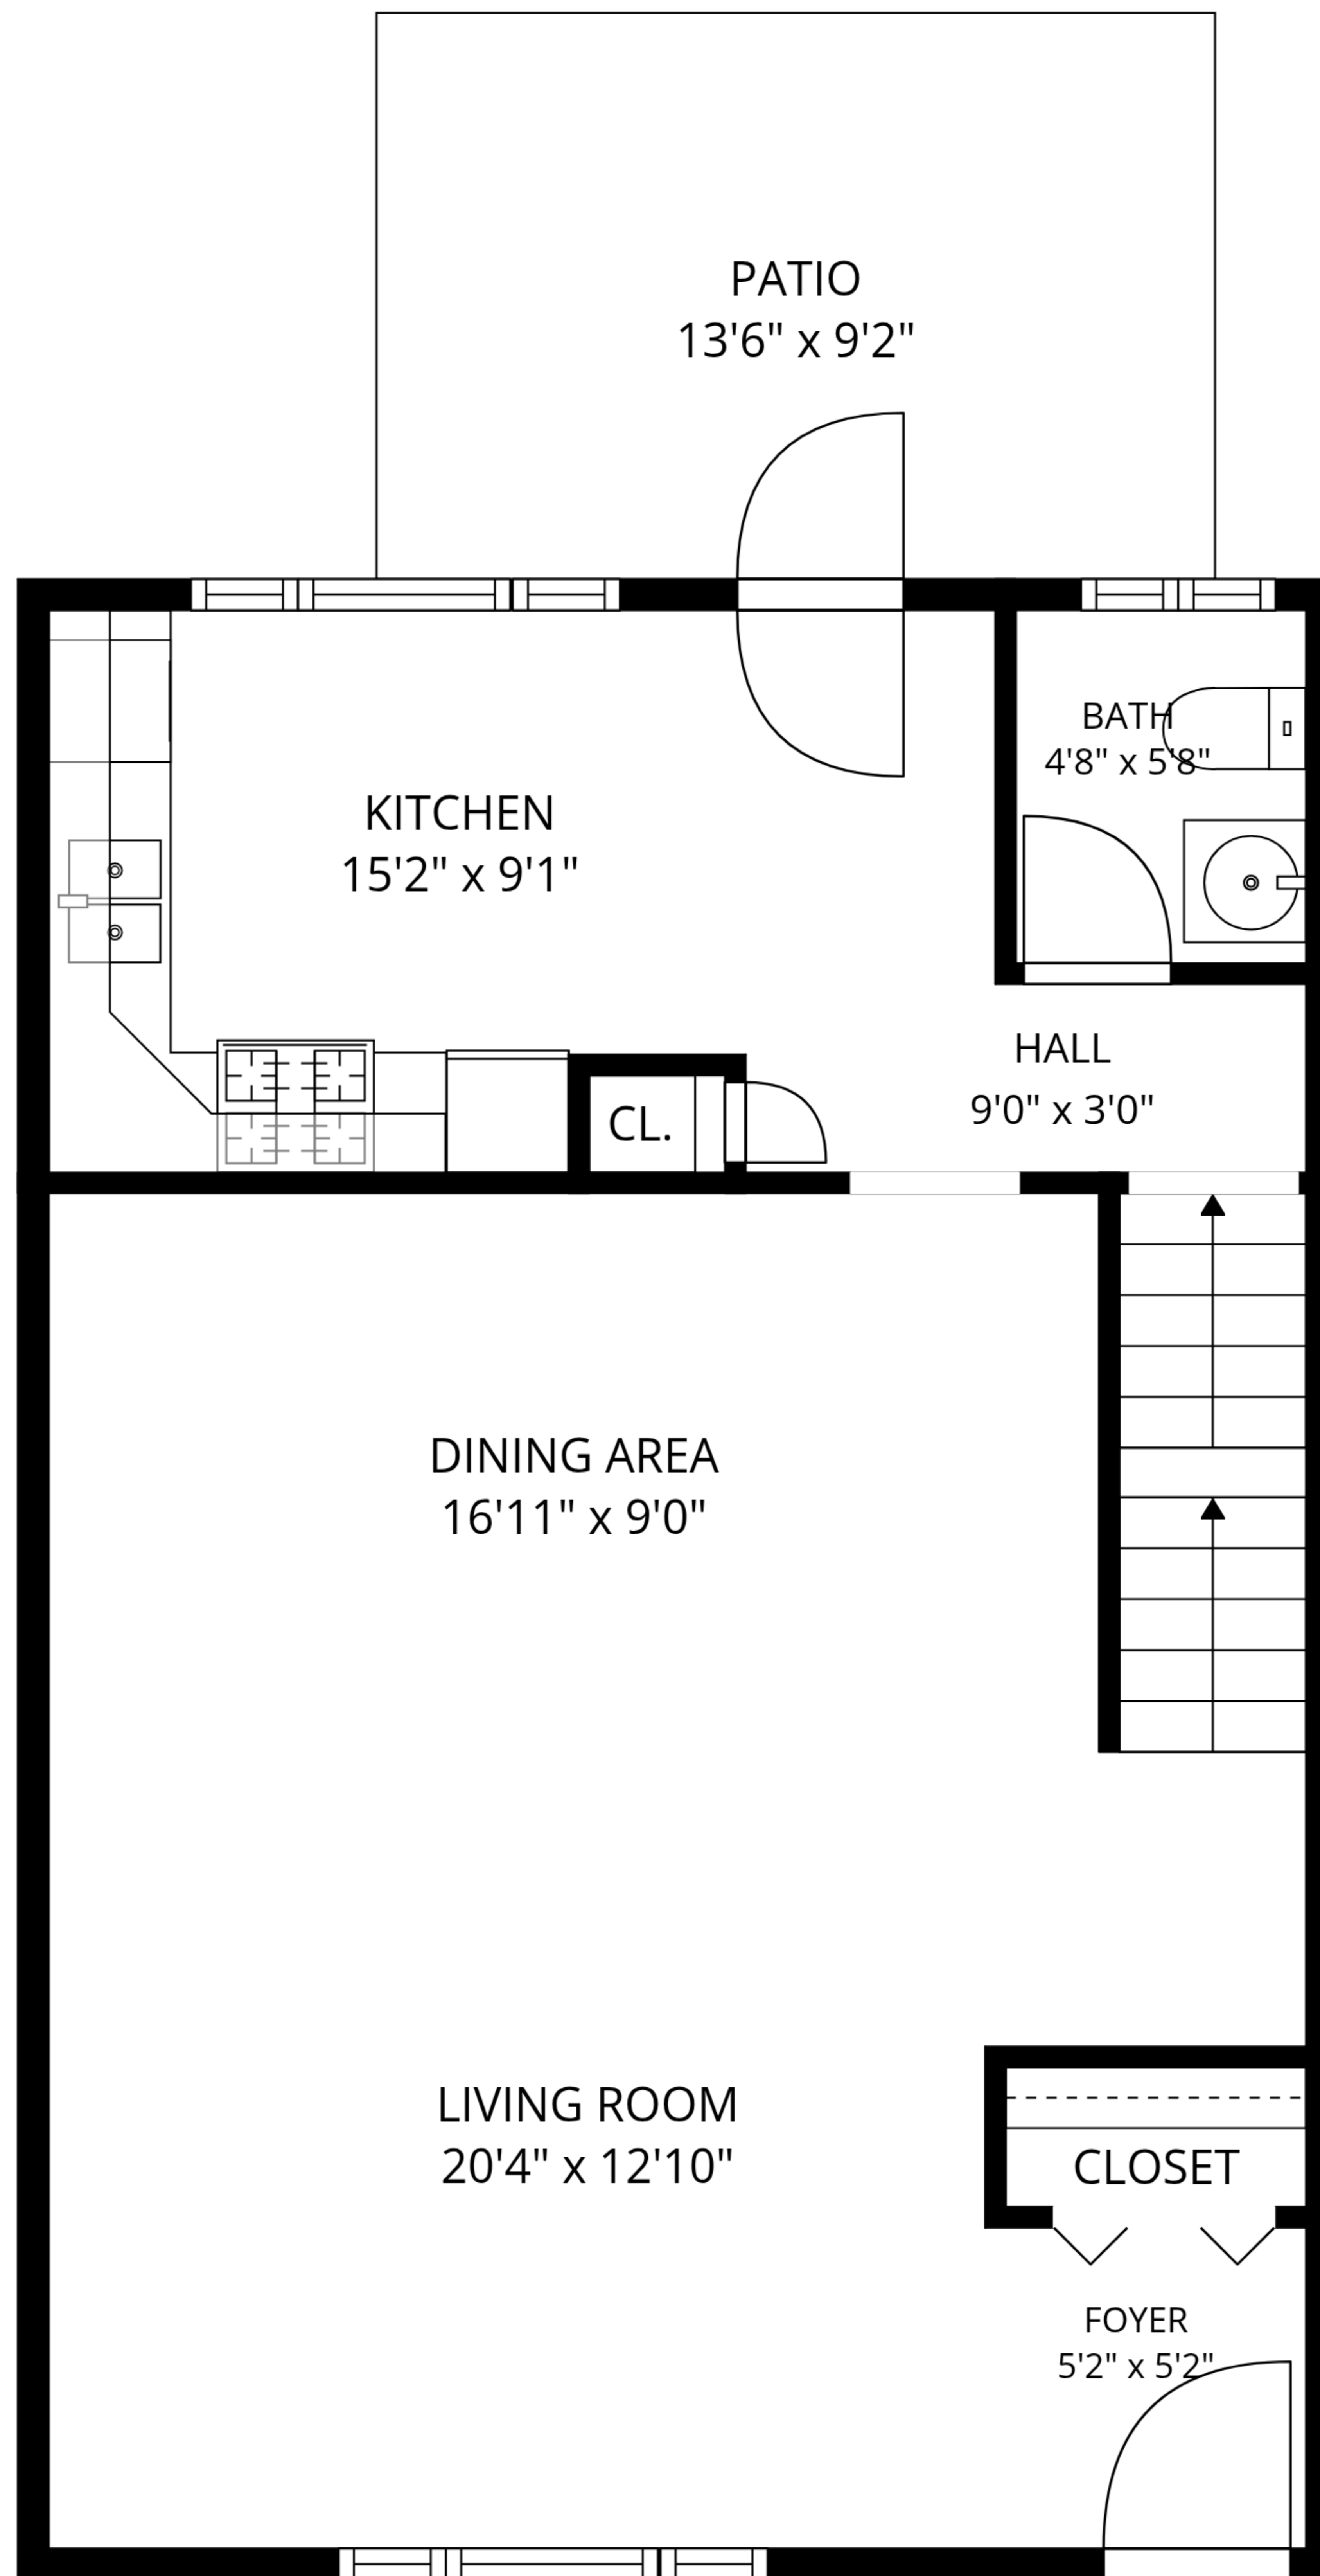 PATIO
13'6" x 9'2"
BATH
4'8" x 5'8"
KITCHEN
15'2" x 9'1"
HALL
9'0" x 3'0"
CL.
DINING AREA
16'11" x 9'0"
LIVING ROOM
20'4" x 12'10"
CLOSET
FOYER
5'2" x 5'2"